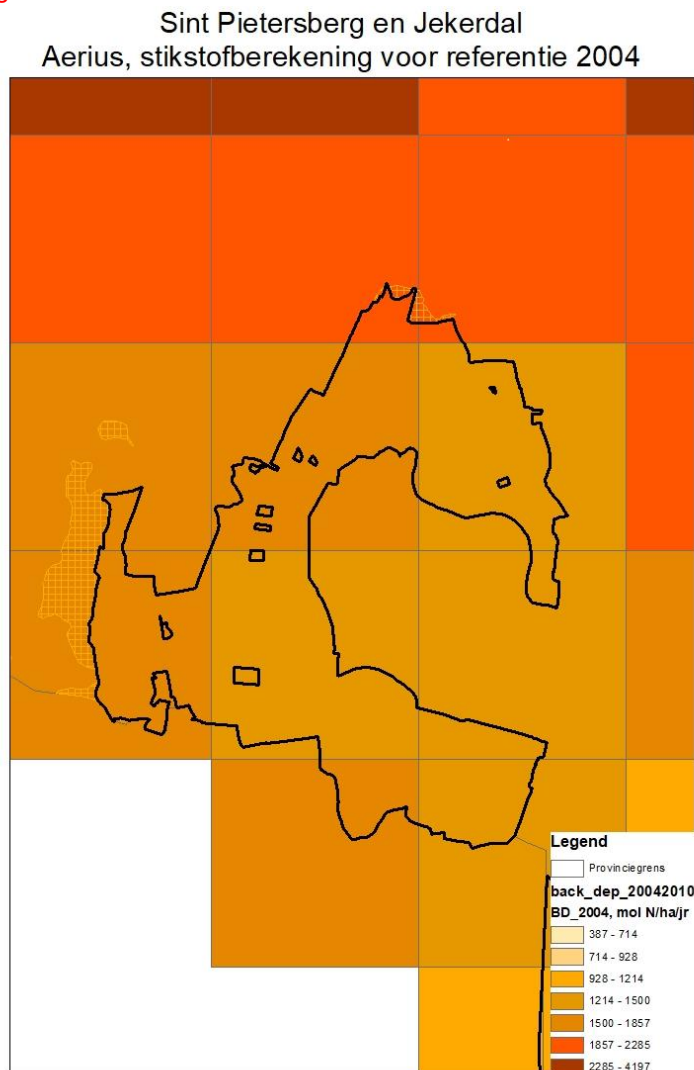 Sint Pietersberg en Jekerdal
Aerius, stikstofberekening voor referentie 2004
Legend
Provinciegrens
back_dep_20042010
BD_2004, mol N/ha/jr
387 - 714
714 - 928
928 - 1214
1214 - 1500
1500 - 1857
1857 - 2285
2285 - 4197